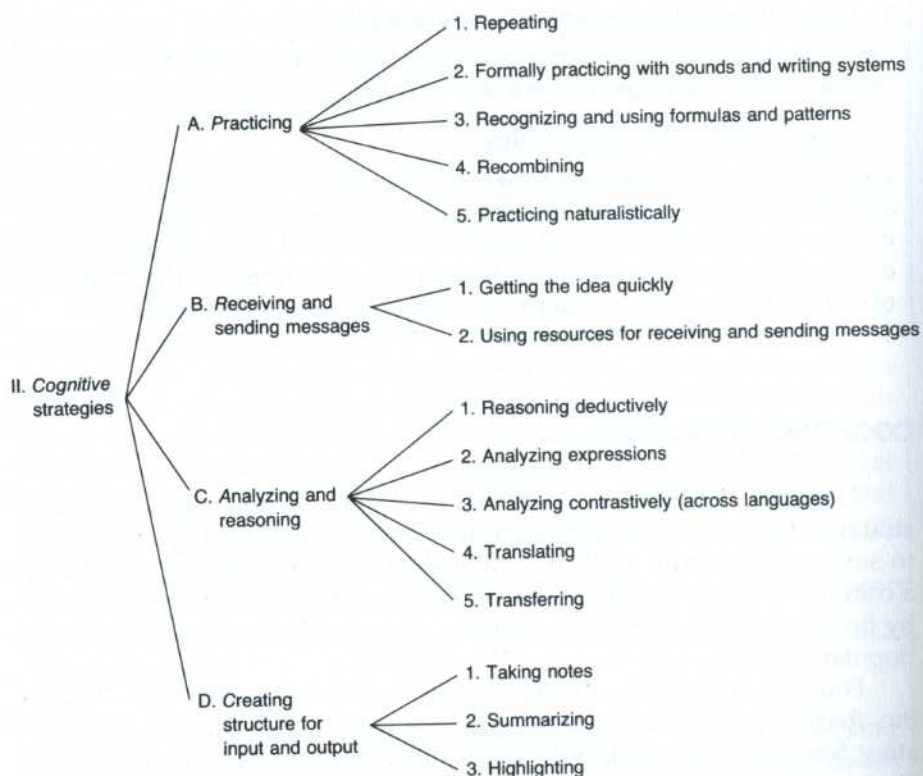 1. Repeating
2. Formally practicing with sounds and writing systems
A. Practicing
3. Recognizing and using formulas and patterns
4. Recombining
5. Practicing naturalistically
B. Receiving and
sending messages
1. Getting the idea quickly
2. Using resources for receiving and sending messages
II. Cognitive
strategies
1. Reasoning deductively
2. Analyzing expressions
C. Analyzing and
reasoning
3. Analyzing contrastively (across languages)
4. Translating
5. Transferring
D. Creating
structure for
input and output
1. Taking notes
2. Summarizing
3. Highlighting